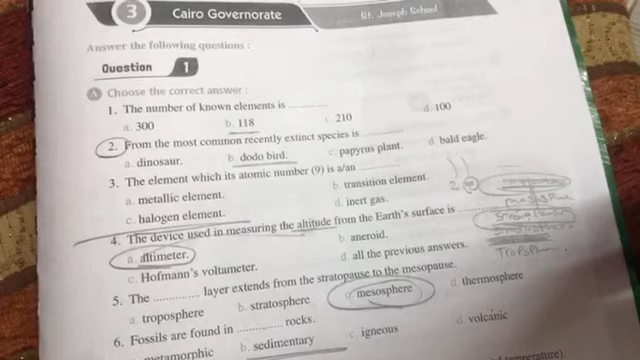 3 Cairo Governorate St. Joseph School
Answer the following questions :
Question 1
A Choose the correct answer :
1. The number of known elements is ............
a. 300 b. 118 c. 210 d. 100
2. From the most common recently extinct species is ............
a. dinosaur. b. dodo bird. c. papyrus plant. d. bald eagle.
3. The element which its atomic number (9) is a/an ............
a. metallic element. b. transition element.
c. halogen element. d. inert gas.
4. The device used in measuring the altitude from the Earth's surface is ............
a. altimeter. b. aneroid.
c. Hofmann's voltameter. d. all the previous answers.
5. The ............ layer extends from the stratopause to the mesopause.
a. troposphere b. stratosphere c. mesosphere d. thermosphere
6. Fossils are found in ............ rocks.
metamorphic b. sedimentary c. igneous d. volcanic
temperature)